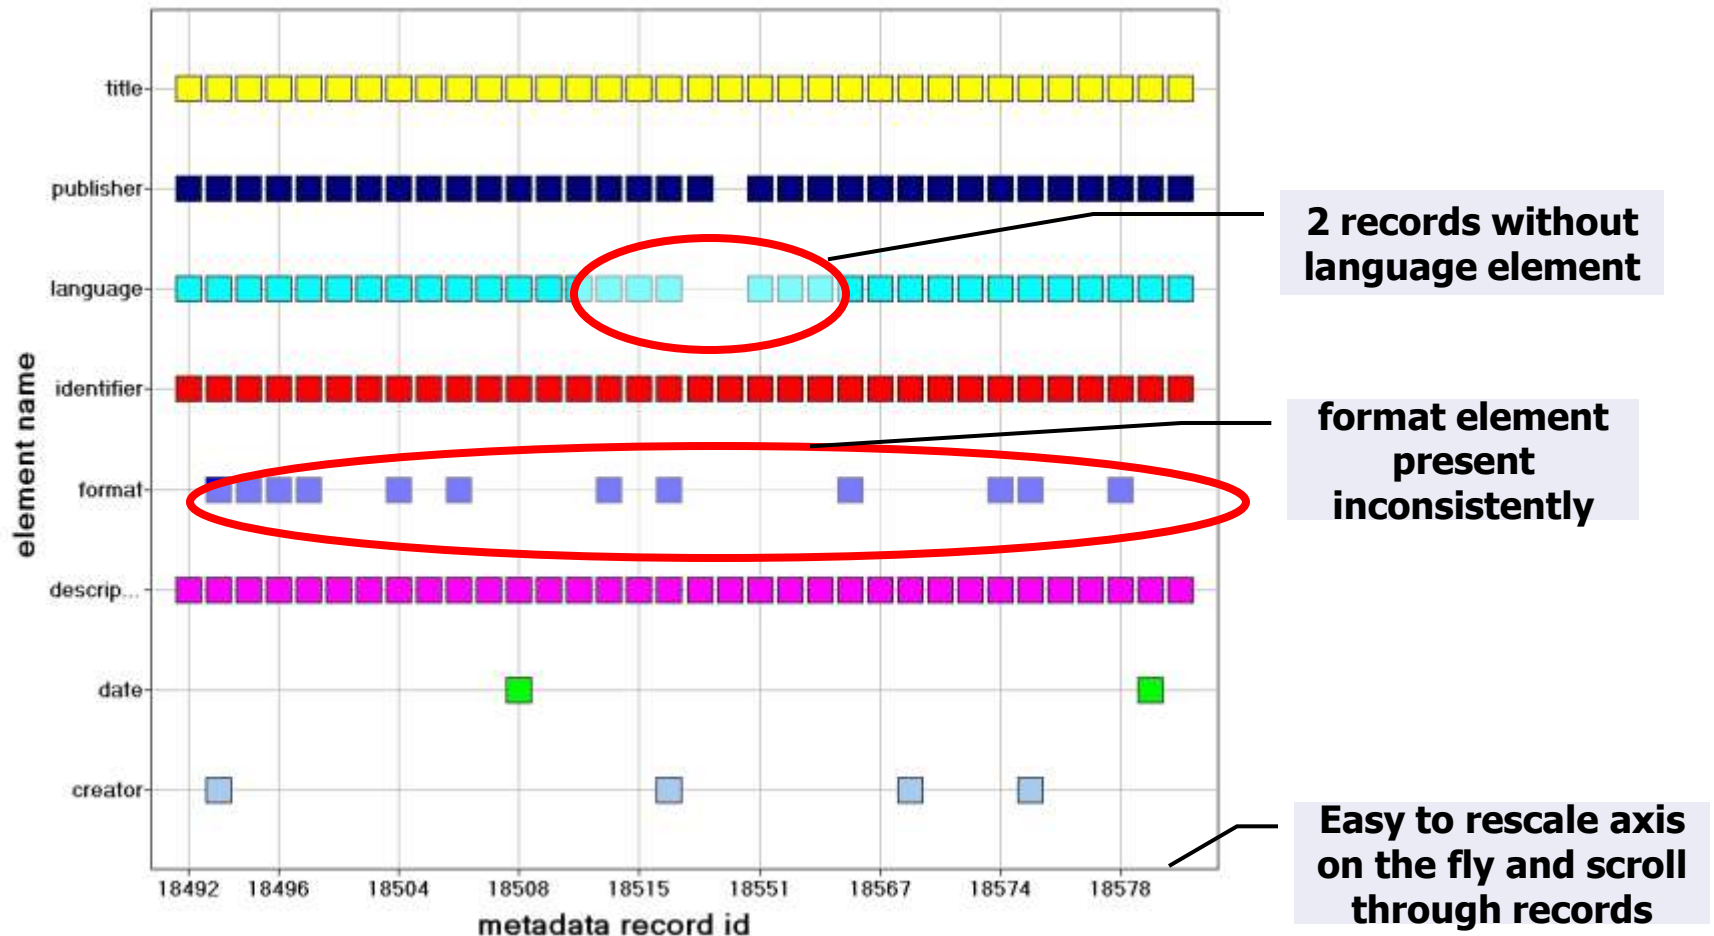 title
publisher
language
identifier
format
descrip...
date
creator
element name
18492 18496 18504 18508 18515 18551 18567 18574 18578
metadata record id
2 records without
language element
format element
present
inconsistently
Easy to rescale axis
on the fly and scroll
through records